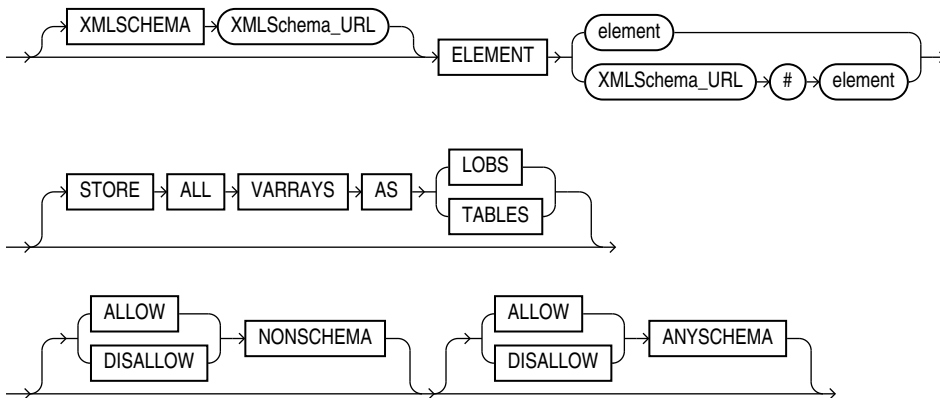 XMLSCHEMA XMLSchema_URL
ELEMENT element
XMLSchema_URL # element
STORE ALL VARRAYS AS LOBS
TABLES
ALLOW NONSCHEMA ALLOW ANYSCHEMA
DISALLOW DISALLOW